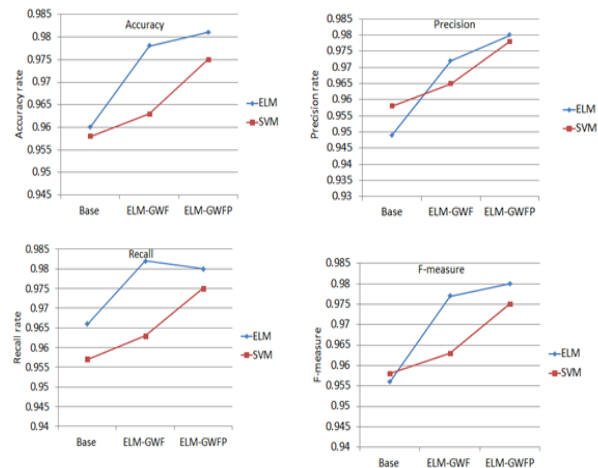 Accuracy
0.985
0.98
0.975
0.97
0.965
0.96
0.955
0.95
0.945
Accuracy rate
Base
ELM-GWF
ELM-GWFP
ELM
SVM
Precision
0.985
0.98
0.975
0.97
0.965
0.96
0.955
0.95
0.945
0.94
0.935
0.93
Precision rate
Base
ELM-GWF
ELM-GWFP
ELM
SVM
Recall
0.985
0.98
0.975
0.97
0.965
0.96
0.955
0.95
0.945
0.94
Recall rate
Base
ELM-GWF
ELM-GWFP
ELM
SVM
F-measure
0.985
0.98
0.975
0.97
0.965
0.96
0.955
0.95
0.945
0.94
F-measure
Base
ELM-GWF
ELM-GWFP
ELM
SVM